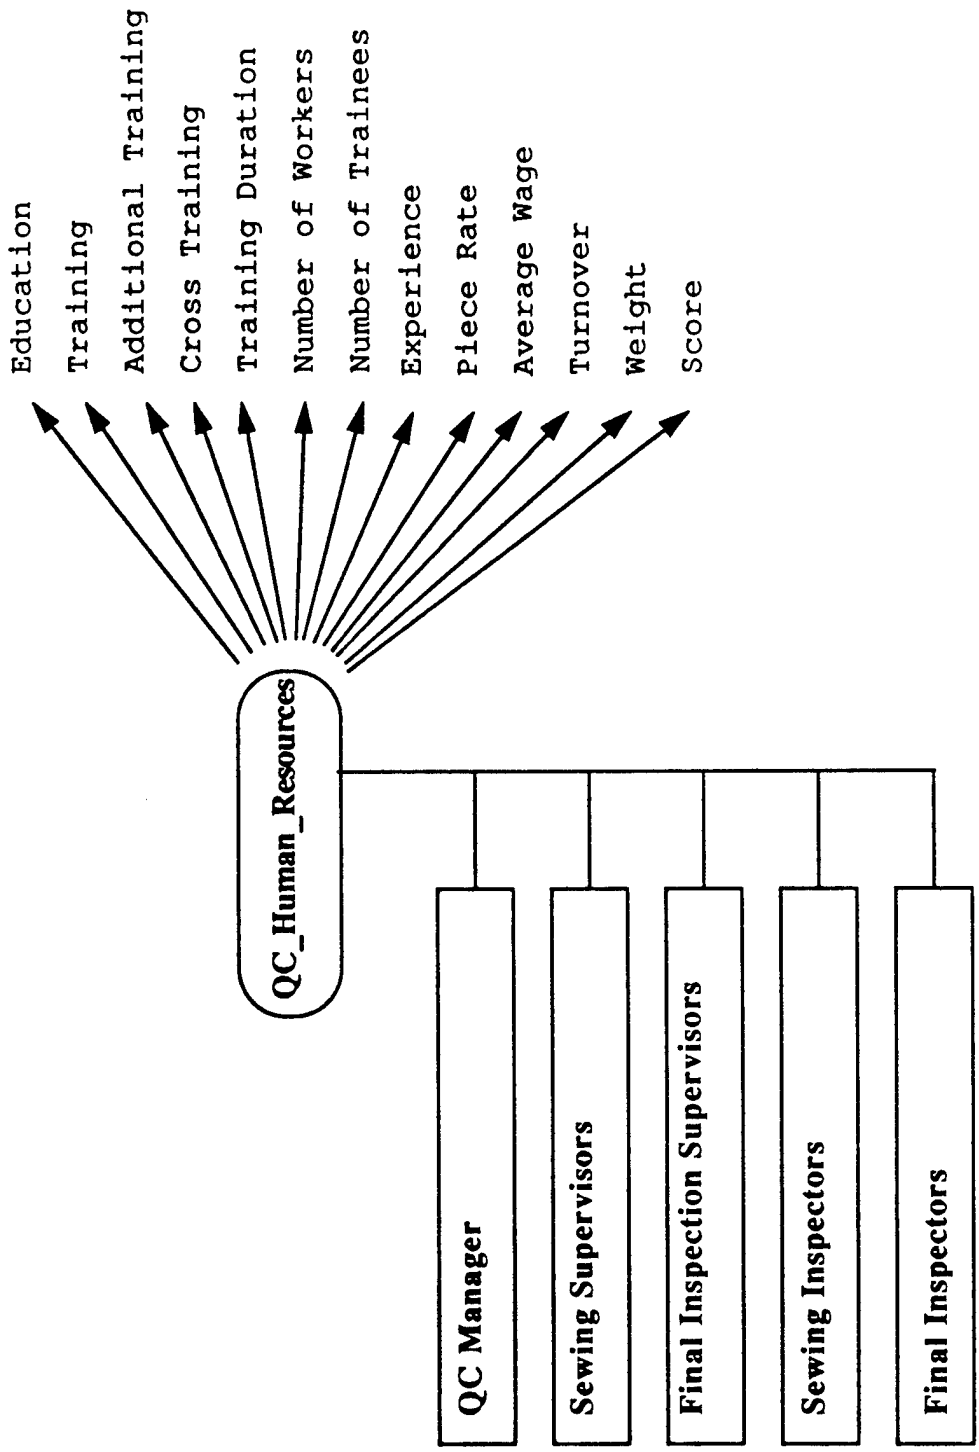 Education
Training
Additional Training
Cross Training
Training Duration
Number of Workers
Number of Trainees
Experience
Piece Rate
Average Wage
Turnover
Weight
Score
QC_Human_Resources
QC Manager
Sewing Supervisors
Final Inspection Supervisors
Sewing Inspectors
Final Inspectors